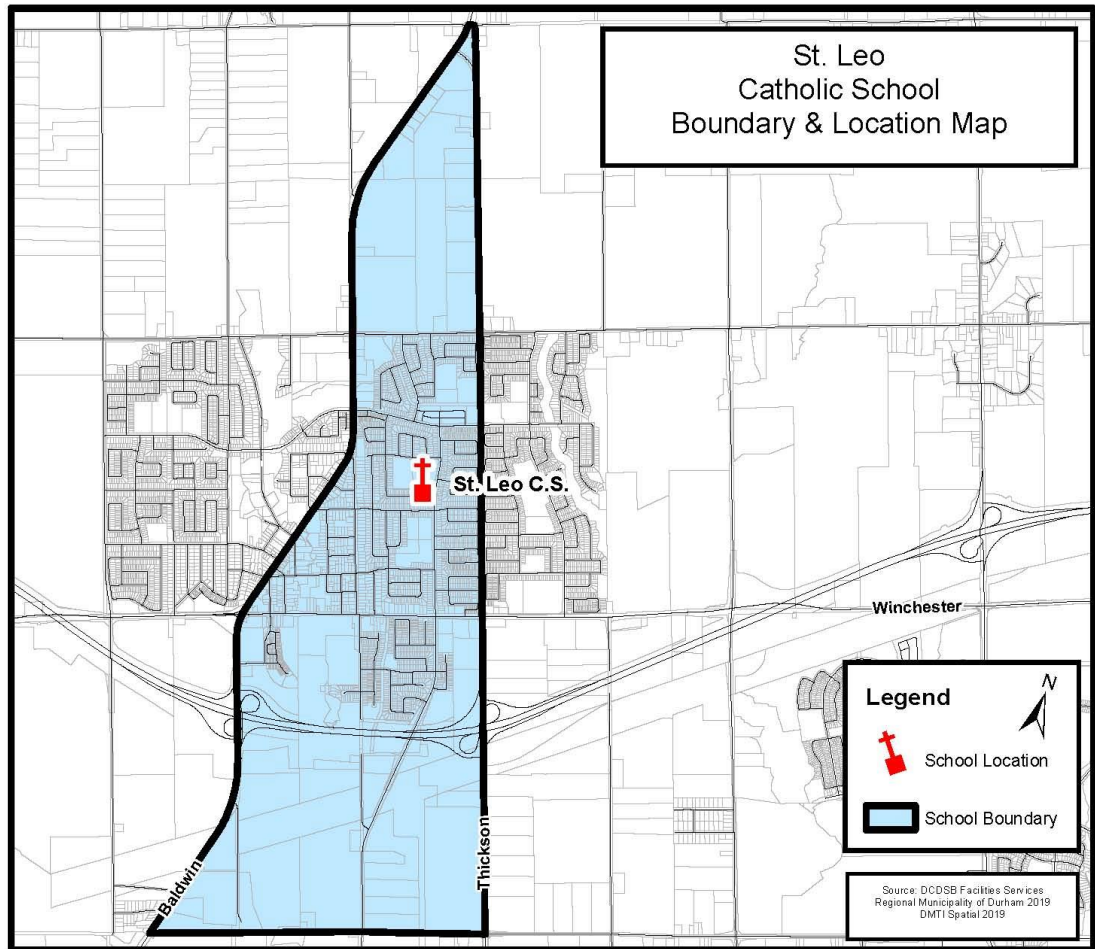 St. Leo
Catholic School
Boundary & Location Map
St. Leo C.S.
Winchester
Baldwin
Thickson
Legend
N
School Location
School Boundary
Source: DCDSB Facilities Services
Regional Municipality of Durham 2019
DMTI Spatial 2019